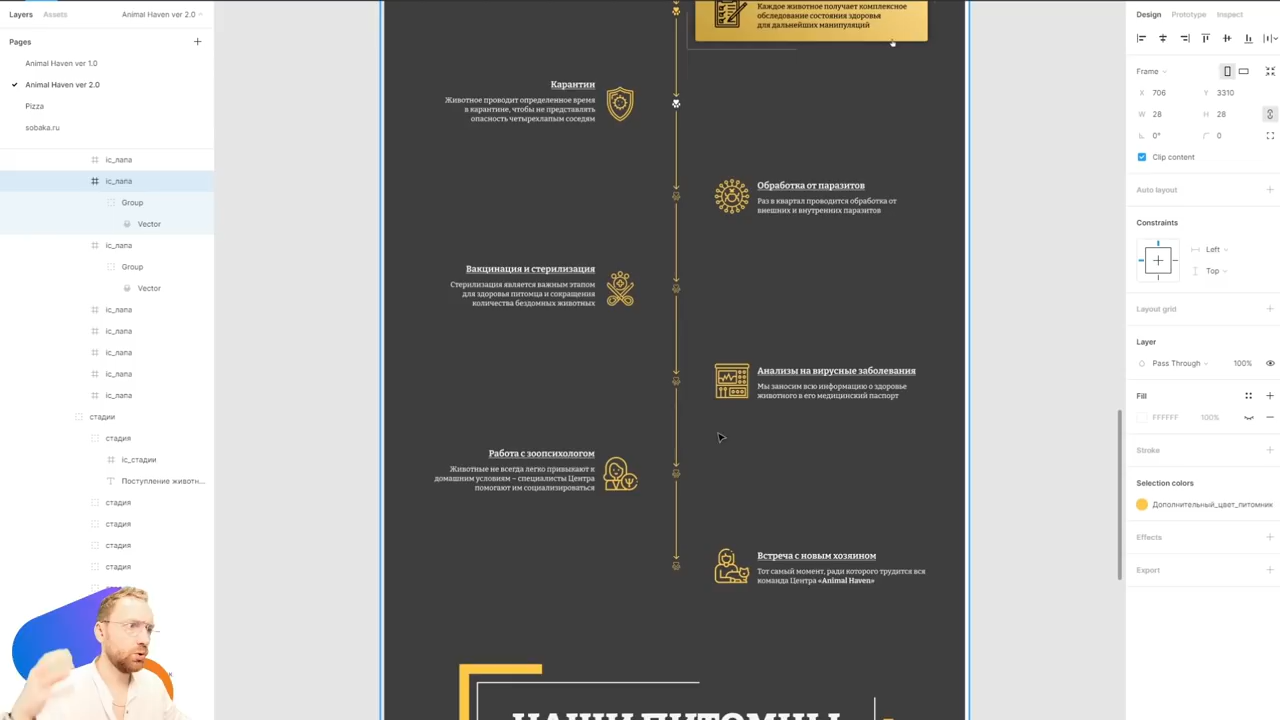 Layers
Assets
Animal Haven ver 2.0
Pages
Animal Haven ver 1.0
Animal Haven ver 2.0
Pizza
sobaka.ru
ic_лапа
ic_лапа
Group
Vector
ic_лапа
Group
Vector
ic_лапа
ic_лапа
ic_лапа
ic_лапа
ic_лапа
стадии
стадия
ic_стадии
Поступление животн...
стадия
стадия
стадия
стадия
Каждое животное получает комплексное
обследование состояния здоровья
для дальнейших манипуляций
Карантин
Животное проводит определенное время
в карантине, чтобы не представлять
опасность четырехлапым соседям
Обработка от паразитов
Раз в квартал проводится обработка от
внешних и внутренних паразитов
Вакцинация и стерилизация
Стерилизация является важным этапом
для здоровья питомца и сокращения
количества бездомных животных
Анализы на вирусные заболевания
Мы заносим всю информацию о здоровье
животного в его медицинский паспорт
Работа с зоопсихологом
Животные не всегда легко привыкают к
домашним условиям – специалисты Центра
помогают им социализироваться
Встреча с новым хозяином
Тот самый момент, ради которого трудится вся
команда Центра «Animal Haven»
НАШИ ПИТОМЦЫ
Design
Prototype
Inspect
Frame
X 706 Y 3310
W 28 H 28
0° 0
Clip content
Auto layout
Constraints
Left
Top
Layout grid
Layer
Pass Through 100%
Fill
FFFFFF 100%
Stroke
Selection colors
Дополнительный_цвет_питомник
Effects
Export